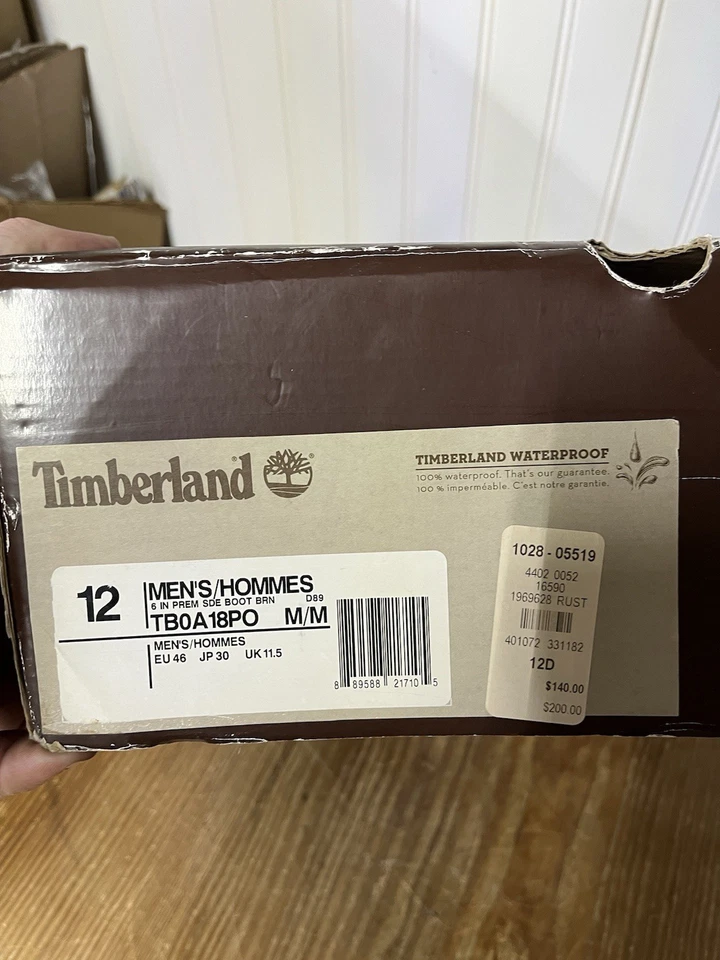 Timberland®
TIMBERLAND WATERPROOF
100% waterproof. That's our guarantee.
100 % imperméable. C'est notre garantie.
12
MEN'S/HOMMES
6 IN PREM SDE BOOT BRN D89
TB0A18PO M/M
MEN'S/HOMMES
EU 46 JP 30 UK 11.5
8 89588 21710 5
1028 - 05519
4402 0052
16590
1969628 RUST
401072 331182
12D
$140.00
$200.00